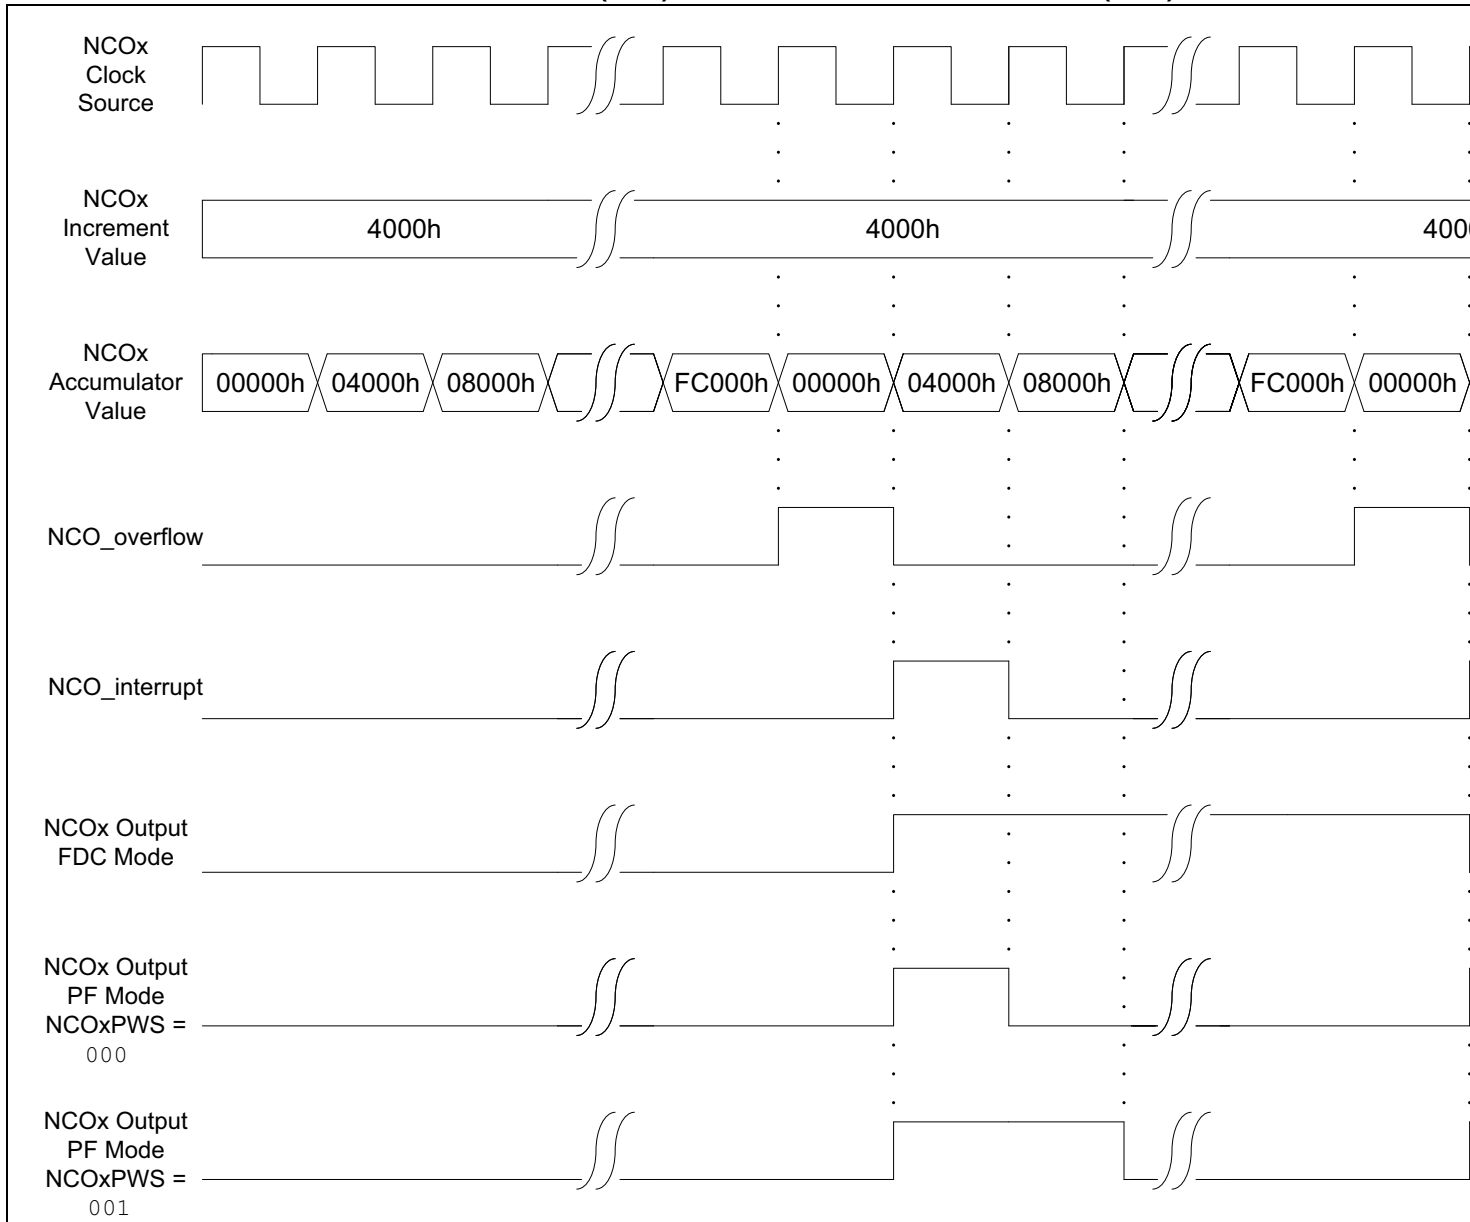 NCOx
Clock
Source
NCOx
Increment
Value
4000h
4000h
400
NCOx
Accumulator
Value
00000h
04000h
08000h
FC000h
00000h
04000h
08000h
FC000h
00000h
NCO_overflow
NCO_interrupt
NCOx Output
FDC Mode
NCOx Output
PF Mode
NCOxPWS =
000
NCOx Output
PF Mode
NCOxPWS =
001